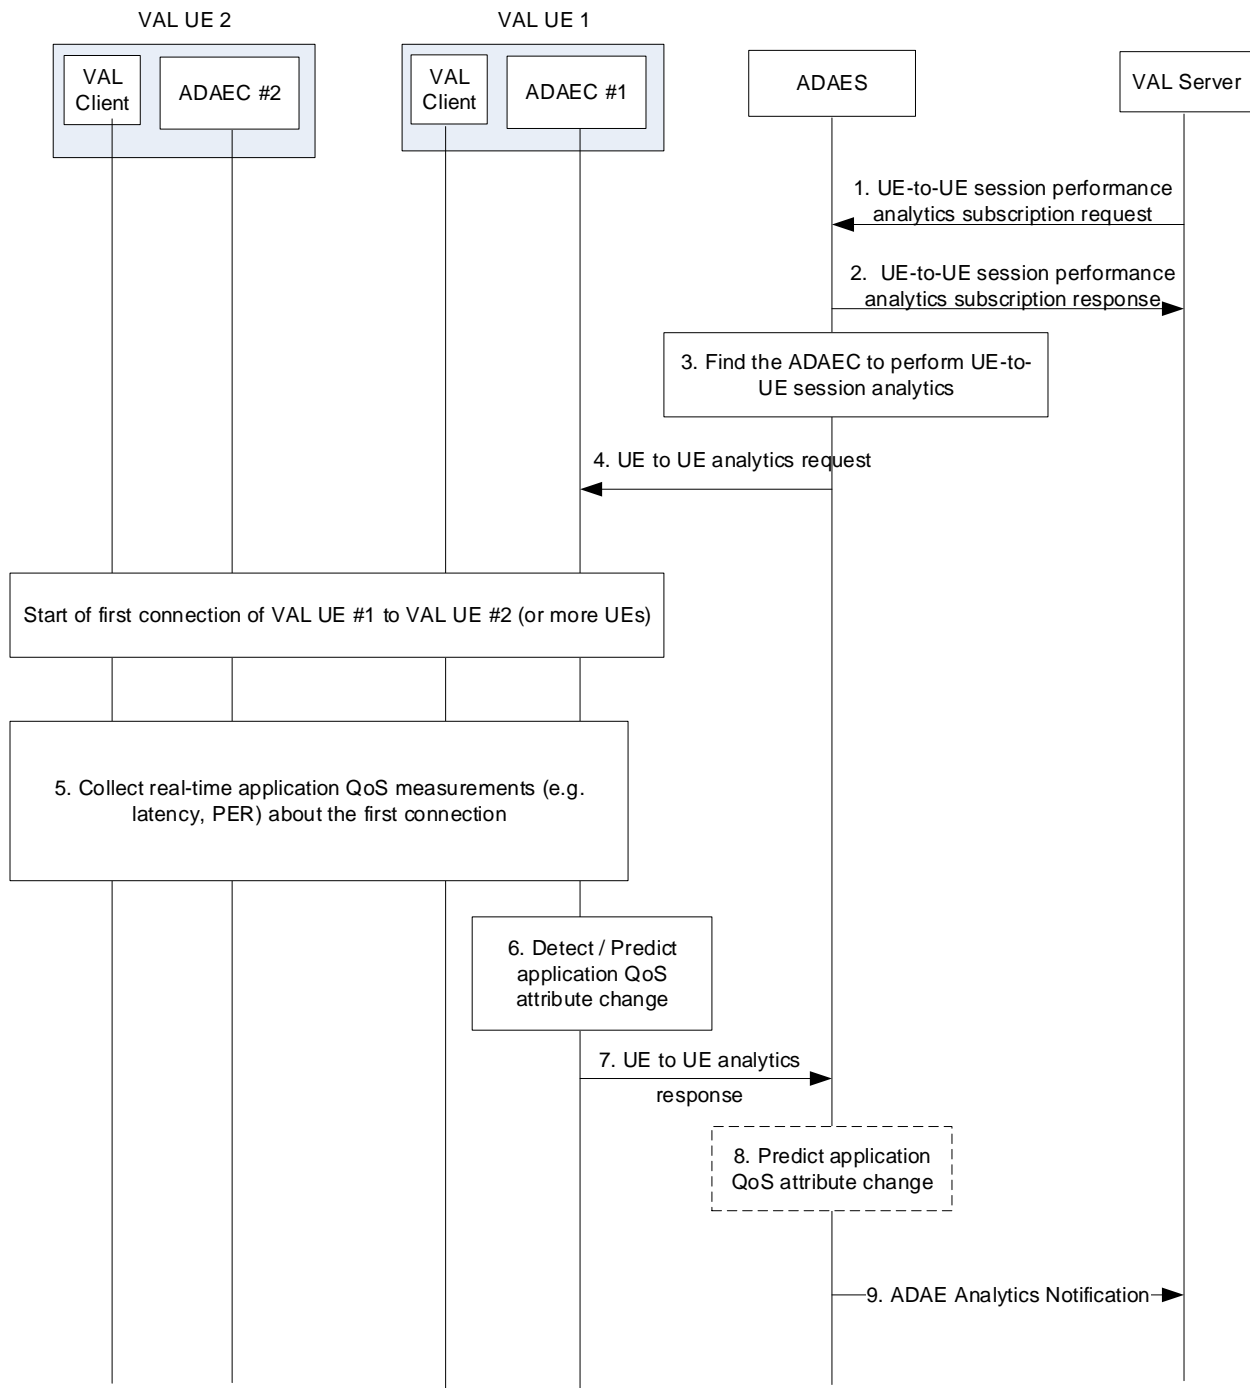 VAL UE 2
VAL UE 1
VAL
Client
ADAEC #2
VAL
Client
ADAEC #1
ADAES
VAL Server
1. UE-to-UE session performance
analytics subscription request
2. UE-to-UE session performance
analytics subscription response
3. Find the ADAEC to perform UE-to-
UE session analytics
4. UE to UE analytics request
Start of first connection of VAL UE #1 to VAL UE #2 (or more UEs)
5. Collect real-time application QoS measurements (e.g.
latency, PER) about the first connection
6. Detect / Predict
application QoS
attribute change
7. UE to UE analytics
response
8. Predict application
QoS attribute change
9. ADAE Analytics Notification